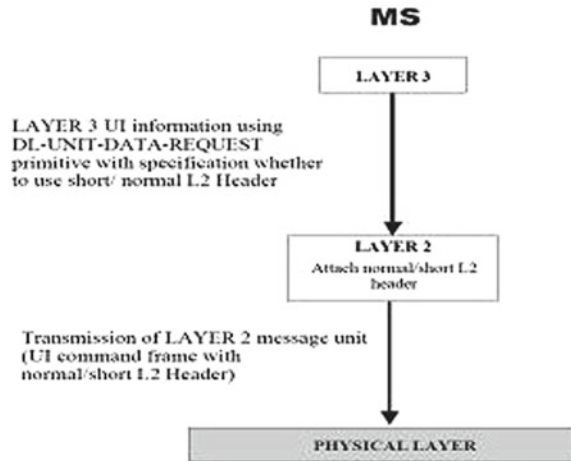 MS
LAYER 3
LAYER 3 UI information using
DL-UNIT-DATA-REQUEST
primitive with specification whether
to use short/ normal L2 Header
LAYER 2
Attach normal/short L2
header
Transmission of LAYER 2 message unit
(UI command frame with
normal/short L2 Header)
PHYSICAL LAYER